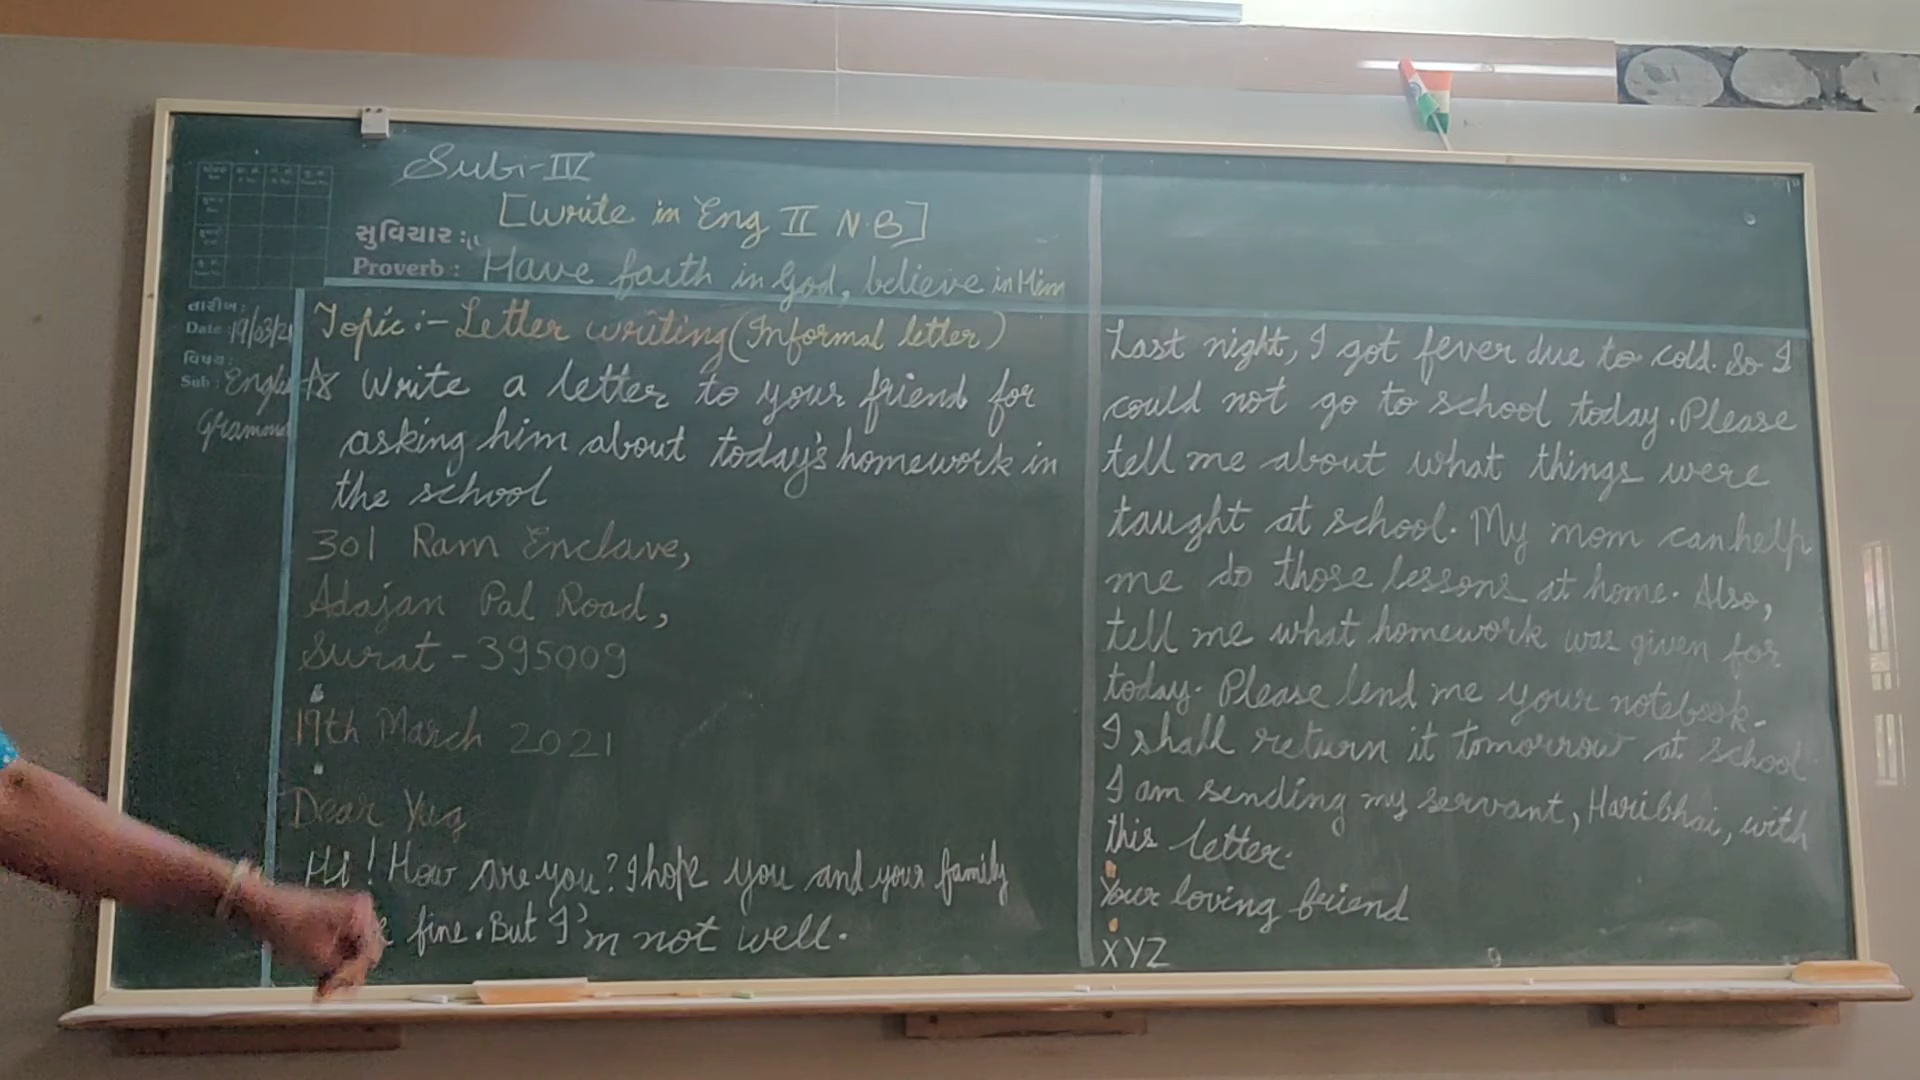 Sub:-IV
[Write in Eng II N.B]
સુવિચાર :
Proverb : Have faith in God, believe in Him
તારીખ :
Date : 19/03/21
વિષય :
Sub : English
Grammar
Topic :- Letter writing (Informal letter)
Write a letter to your friend for
asking him about today's homework in
the school
301 Ram Enclave,
Adajan Pal Road,
Surat - 395009
19th March 2021
Dear Yug
Hi! How are you? I hope you and your family
fine. But I'm not well.
Last night, I got fever due to cold. So I
could not go to school today. Please
tell me about what things were
taught at school. My mom can help
me do those lessons at home. Also,
tell me what homework was given for
today. Please lend me your notebook.
I shall return it tomorrow at school
I am sending my servant, Haribhai, with
this letter.
Your loving friend
XYZ